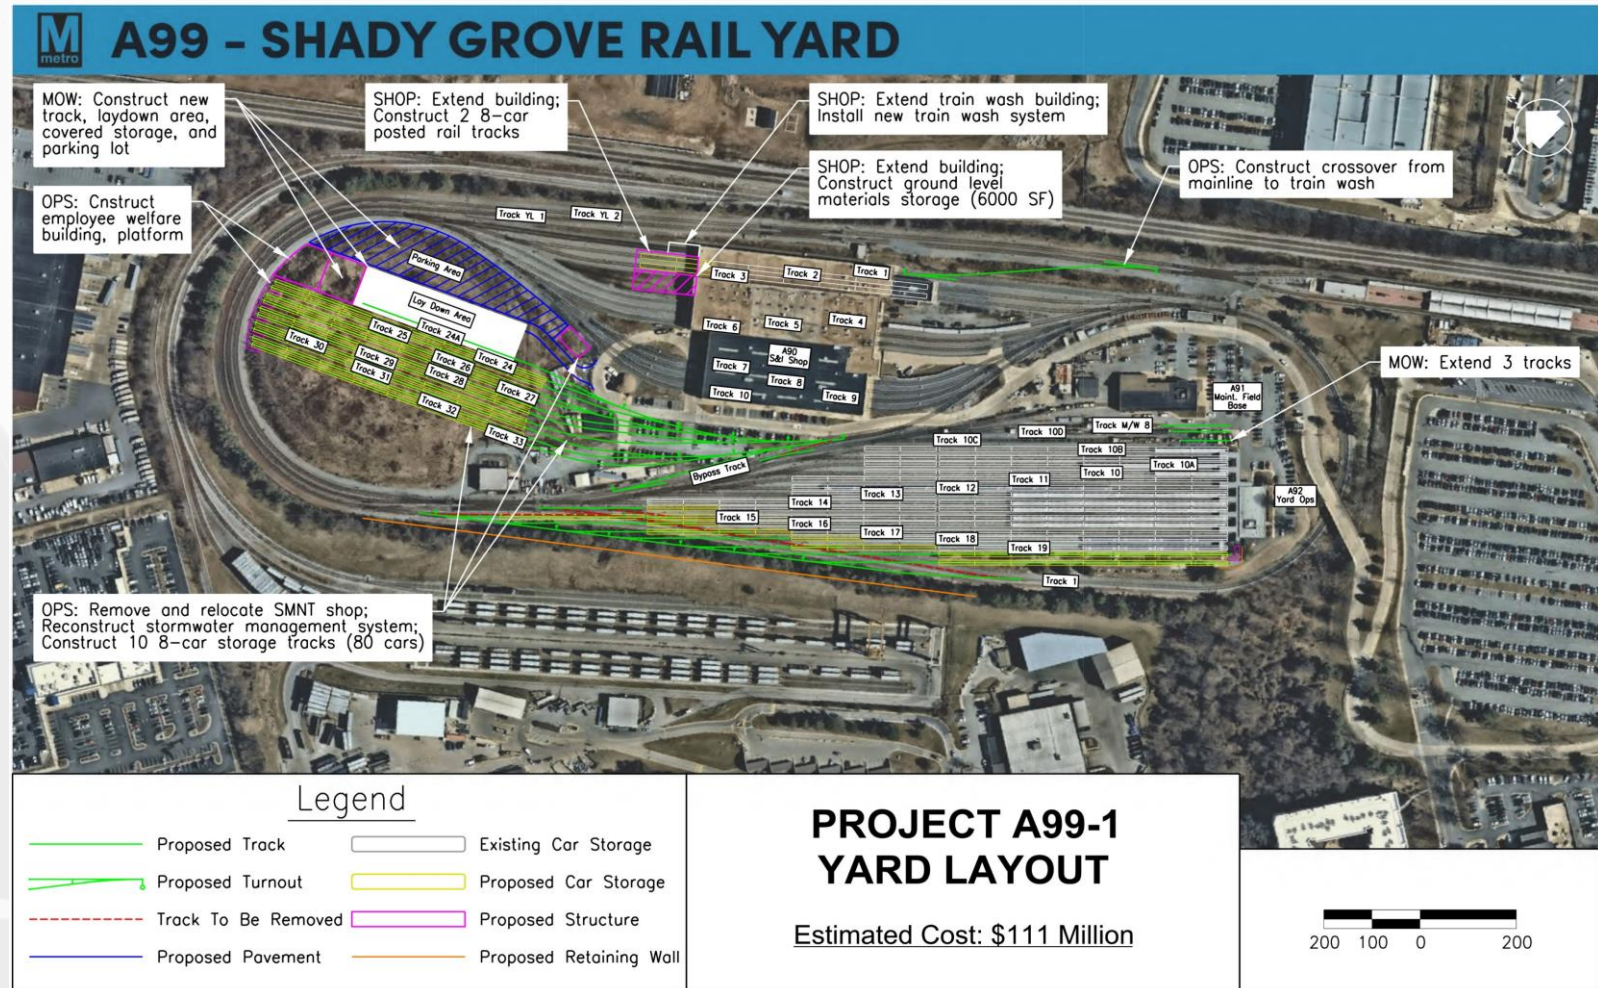 M
metro
A99 - SHADY GROVE RAIL YARD
MOW: Construct new
track, laydown area,
covered storage, and
parking lot
SHOP: Extend building;
Construct 2 8-car
posted rail tracks
SHOP: Extend train wash building;
Install new train wash system
SHOP: Extend building;
Construct ground level
materials storage (6000 SF)
OPS: Construct crossover from
mainline to train wash
OPS: Cnstruct
employee welfare
building, platform
MOW: Extend 3 tracks
OPS: Remove and relocate SMNT shop;
Reconstruct stormwater management system;
Construct 10 8-car storage tracks (80 cars)
Track YL 1
Track YL 2
Parking Area
Lay Down Area
Track 3
Track 2
Track 1
Track 6
Track 5
Track 4
A90
S&I Shop
Track 7
Track 8
Track 10
Track 9
Track 25
Track 24A
Track 24
Track 30
Track 29
Track 26
Track 31
Track 28
Track 27
Track 32
Track 33
Bypass Track
A91
Maint. Field
Base
Track M/W 8
Track 10D
Track 10C
Track 10B
Track 10A
Track 10
Track 11
Track 12
Track 13
Track 14
Track 15
Track 16
Track 17
Track 18
Track 19
Track 1
A92
Yard Ops
Legend
Proposed Track
Existing Car Storage
Proposed Turnout
Proposed Car Storage
Track To Be Removed
Proposed Structure
Proposed Pavement
Proposed Retaining Wall
PROJECT A99-1
YARD LAYOUT
Estimated Cost: $111 Million
200 100 0 200